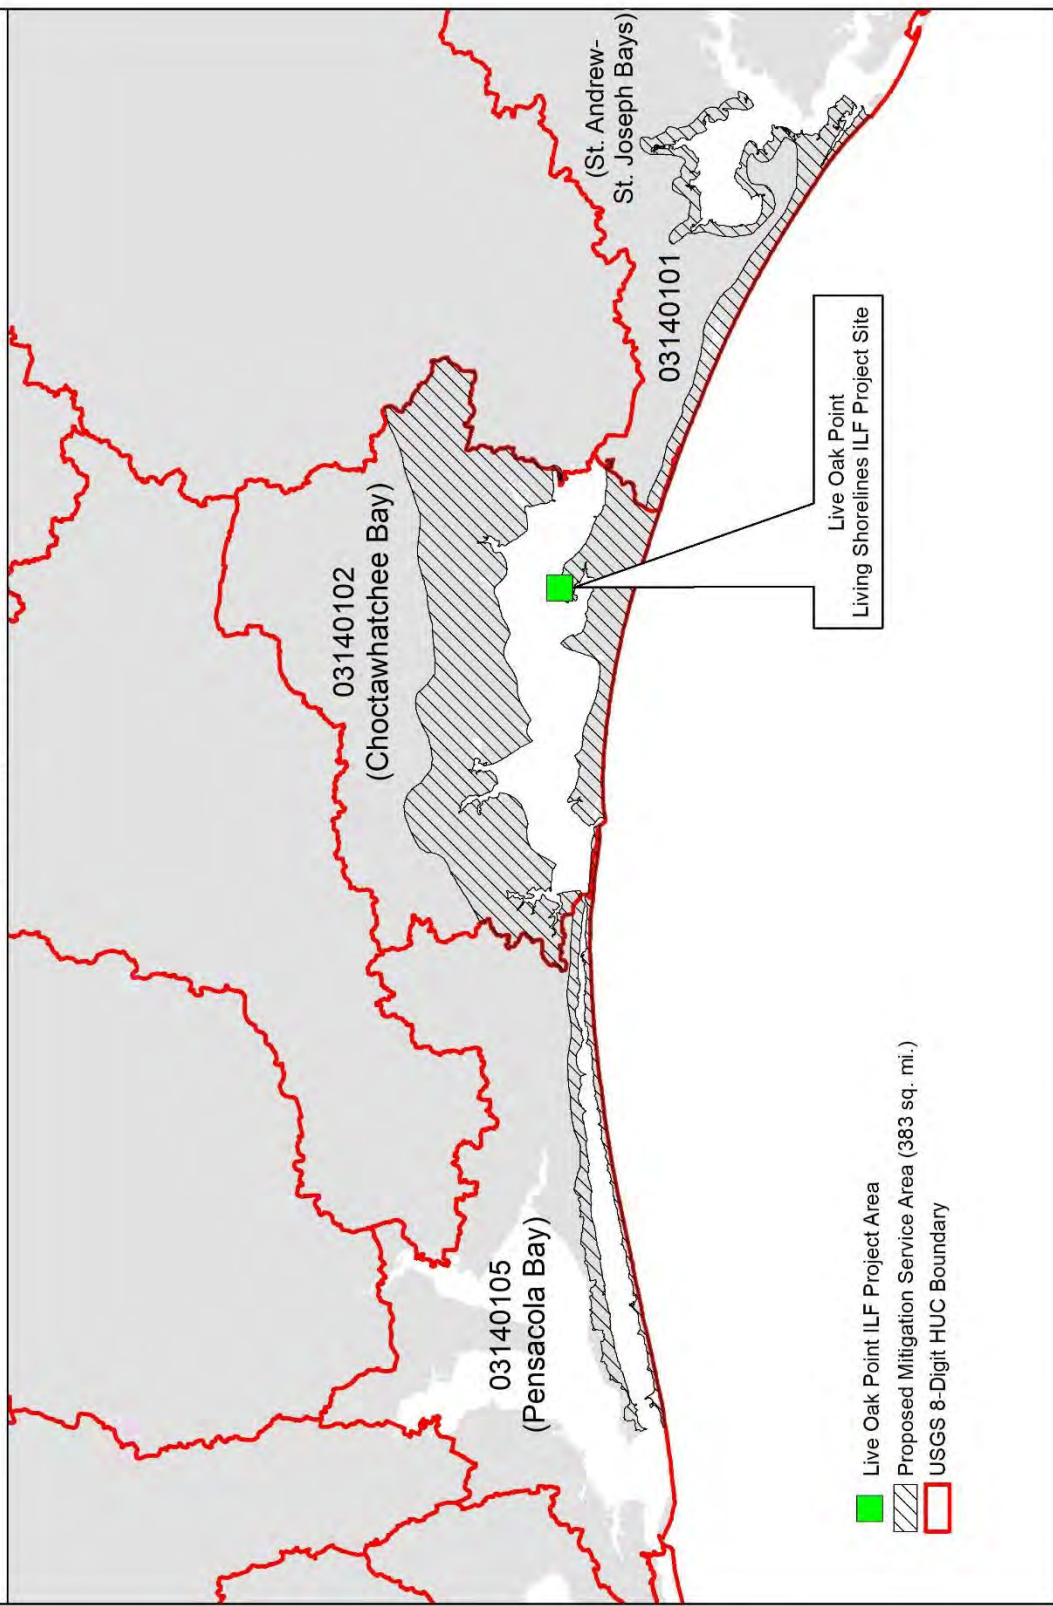 03140105
(Pensacola Bay)
03140102
(Choctawhatchee Bay)
03140101
(St. Andrew-
St. Joseph Bays)
Live Oak Point
Living Shorelines ILF Project Site
Live Oak Point ILF Project Area
Proposed Mitigation Service Area (383 sq. mi.)
USGS 8-Digit HUC Boundary